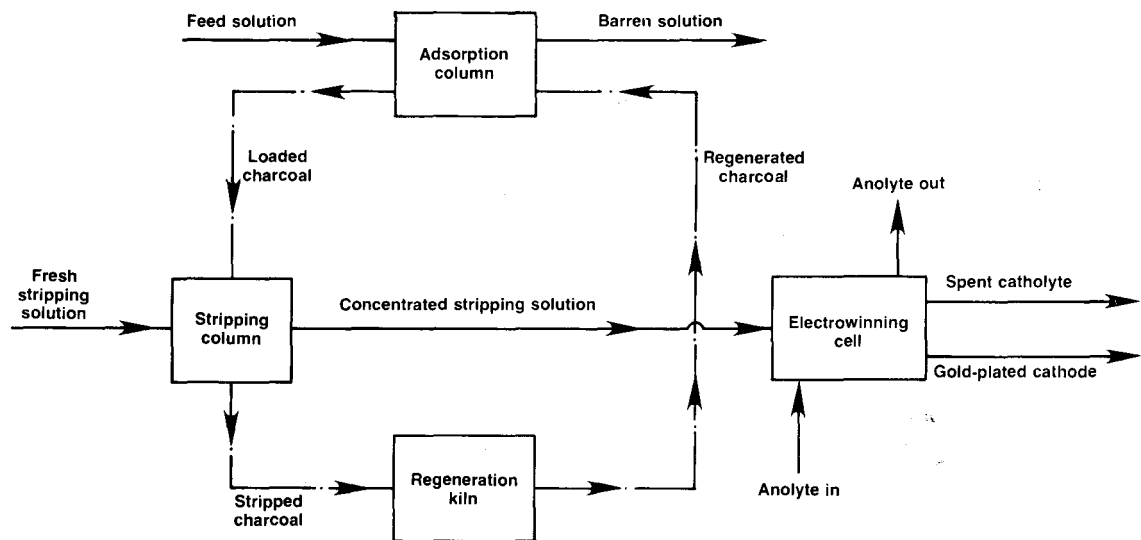 Feed solution
Barren solution
Adsorption
column
Loaded
charcoal
Regenerated
charcoal
Anolyte out
Fresh
stripping
solution
Stripping
column
Concentrated stripping solution
Electrowinning
cell
Spent catholyte
Gold-plated cathode
Stripped
charcoal
Regeneration
kiln
Anolyte in